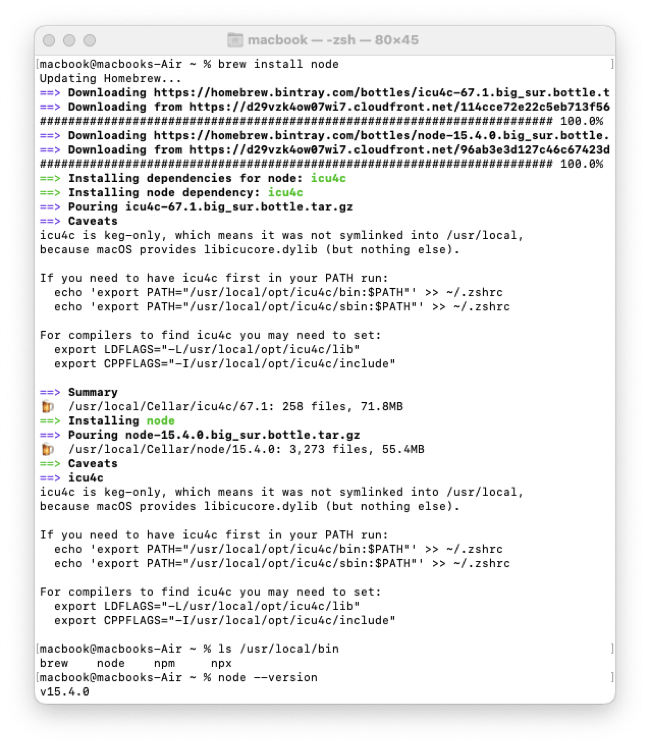 macbook — -zsh — 80×45
[macbook@macbooks-Air ~ % brew install node ]
Updating Homebrew...
==> Downloading https://homebrew.bintray.com/bottles/icu4c-67.1.big_sur.bottle.t
==> Downloading from https://d29vzk4ow07wi7.cloudfront.net/114cce72e22c5eb713f56
######################################################################## 100.0%
==> Downloading https://homebrew.bintray.com/bottles/node-15.4.0.big_sur.bottle.
==> Downloading from https://d29vzk4ow07wi7.cloudfront.net/96ab3e3d127c46c67423d
######################################################################## 100.0%
==> Installing dependencies for node: icu4c
==> Installing node dependency: icu4c
==> Pouring icu4c-67.1.big_sur.bottle.tar.gz
==> Caveats
icu4c is keg-only, which means it was not symlinked into /usr/local,
because macOS provides libicucore.dylib (but nothing else).

If you need to have icu4c first in your PATH run:
  echo 'export PATH="/usr/local/opt/icu4c/bin:$PATH"' >> ~/.zshrc
  echo 'export PATH="/usr/local/opt/icu4c/sbin:$PATH"' >> ~/.zshrc

For compilers to find icu4c you may need to set:
  export LDFLAGS="-L/usr/local/opt/icu4c/lib"
  export CPPFLAGS="-I/usr/local/opt/icu4c/include"

==> Summary
🍺  /usr/local/Cellar/icu4c/67.1: 258 files, 71.8MB
==> Installing node
==> Pouring node-15.4.0.big_sur.bottle.tar.gz
🍺  /usr/local/Cellar/node/15.4.0: 3,273 files, 55.4MB
==> Caveats
==> icu4c
icu4c is keg-only, which means it was not symlinked into /usr/local,
because macOS provides libicucore.dylib (but nothing else).

If you need to have icu4c first in your PATH run:
  echo 'export PATH="/usr/local/opt/icu4c/bin:$PATH"' >> ~/.zshrc
  echo 'export PATH="/usr/local/opt/icu4c/sbin:$PATH"' >> ~/.zshrc

For compilers to find icu4c you may need to set:
  export LDFLAGS="-L/usr/local/opt/icu4c/lib"
  export CPPFLAGS="-I/usr/local/opt/icu4c/include"

[macbook@macbooks-Air ~ % ls /usr/local/bin ]
brew    node    npm     npx
[macbook@macbooks-Air ~ % node --version ]
v15.4.0